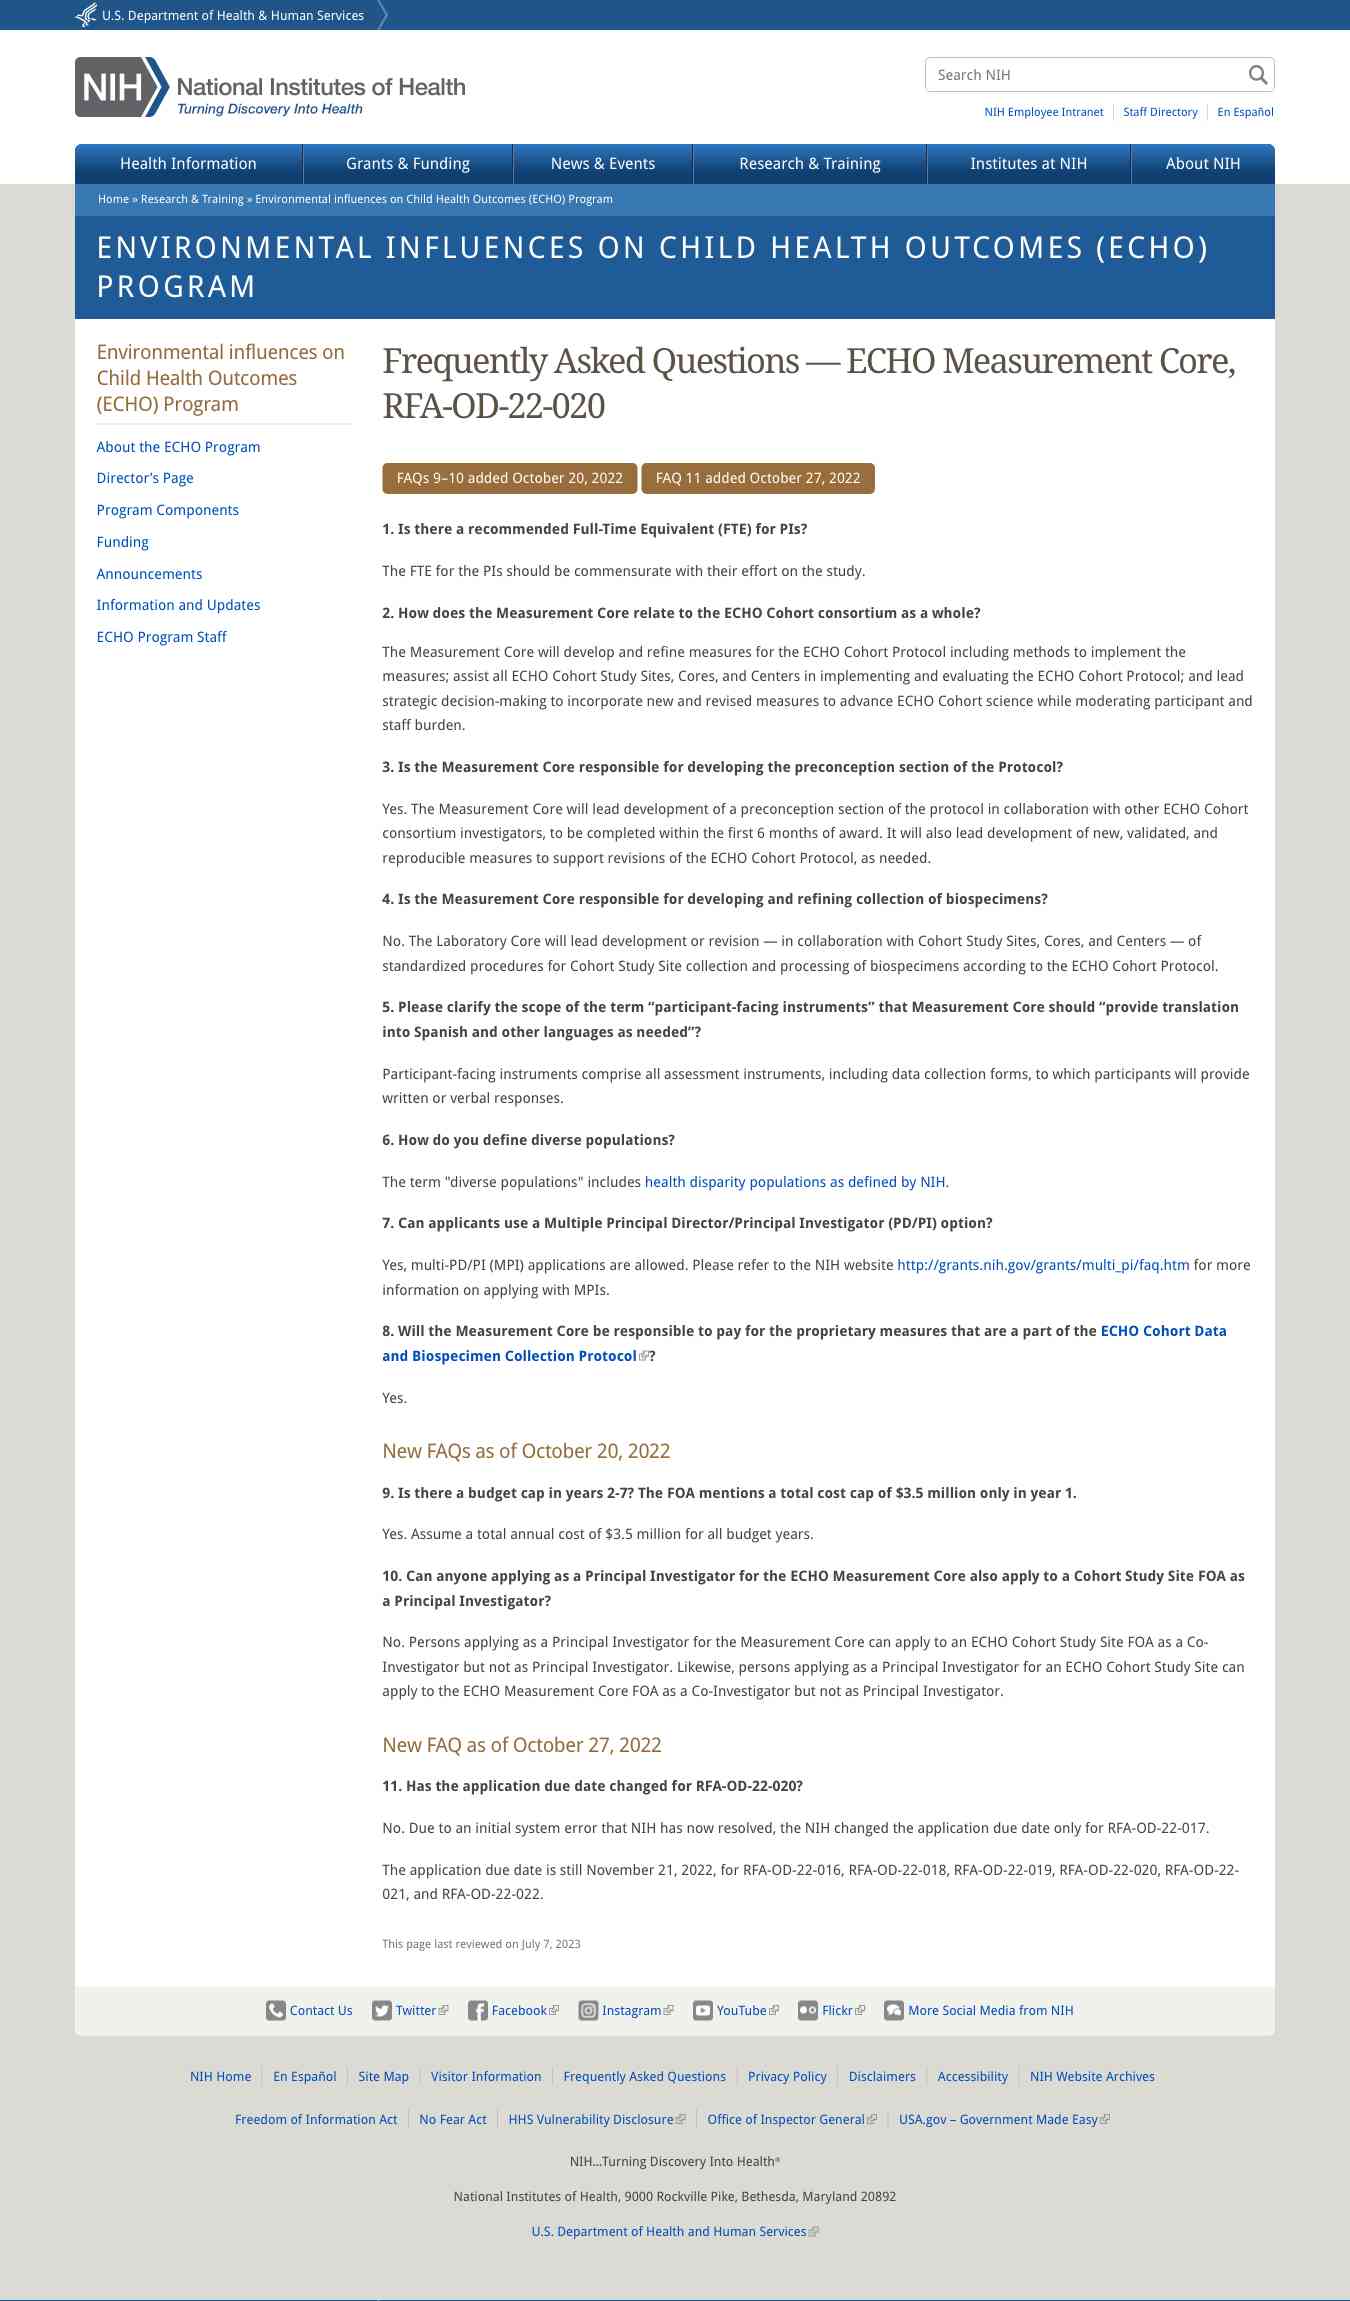 U.S. Department of Health & Human Services
NIH National Institutes of Health
Turning Discovery Into Health
Search NIH
NIH Employee Intranet
Staff Directory
En Español
Health Information
Grants & Funding
News & Events
Research & Training
Institutes at NIH
About NIH
Home » Research & Training » Environmental influences on Child Health Outcomes (ECHO) Program
ENVIRONMENTAL INFLUENCES ON CHILD HEALTH OUTCOMES (ECHO)
PROGRAM
Environmental influences on
Child Health Outcomes
(ECHO) Program
About the ECHO Program
Director's Page
Program Components
Funding
Announcements
Information and Updates
ECHO Program Staff
Frequently Asked Questions — ECHO Measurement Core,
RFA-OD-22-020
FAQs 9–10 added October 20, 2022
FAQ 11 added October 27, 2022
1. Is there a recommended Full-Time Equivalent (FTE) for PIs?
The FTE for the PIs should be commensurate with their effort on the study.
2. How does the Measurement Core relate to the ECHO Cohort consortium as a whole?
The Measurement Core will develop and refine measures for the ECHO Cohort Protocol including methods to implement the
measures; assist all ECHO Cohort Study Sites, Cores, and Centers in implementing and evaluating the ECHO Cohort Protocol; and lead
strategic decision-making to incorporate new and revised measures to advance ECHO Cohort science while moderating participant and
staff burden.
3. Is the Measurement Core responsible for developing the preconception section of the Protocol?
Yes. The Measurement Core will lead development of a preconception section of the protocol in collaboration with other ECHO Cohort
consortium investigators, to be completed within the first 6 months of award. It will also lead development of new, validated, and
reproducible measures to support revisions of the ECHO Cohort Protocol, as needed.
4. Is the Measurement Core responsible for developing and refining collection of biospecimens?
No. The Laboratory Core will lead development or revision — in collaboration with Cohort Study Sites, Cores, and Centers — of
standardized procedures for Cohort Study Site collection and processing of biospecimens according to the ECHO Cohort Protocol.
5. Please clarify the scope of the term “participant-facing instruments” that Measurement Core should “provide translation
into Spanish and other languages as needed”?
Participant-facing instruments comprise all assessment instruments, including data collection forms, to which participants will provide
written or verbal responses.
6. How do you define diverse populations?
The term "diverse populations" includes health disparity populations as defined by NIH.
7. Can applicants use a Multiple Principal Director/Principal Investigator (PD/PI) option?
Yes, multi-PD/PI (MPI) applications are allowed. Please refer to the NIH website http://grants.nih.gov/grants/multi_pi/faq.htm for more
information on applying with MPIs.
8. Will the Measurement Core be responsible to pay for the proprietary measures that are a part of the ECHO Cohort Data
and Biospecimen Collection Protocol?
Yes.
New FAQs as of October 20, 2022
9. Is there a budget cap in years 2-7? The FOA mentions a total cost cap of $3.5 million only in year 1.
Yes. Assume a total annual cost of $3.5 million for all budget years.
10. Can anyone applying as a Principal Investigator for the ECHO Measurement Core also apply to a Cohort Study Site FOA as
a Principal Investigator?
No. Persons applying as a Principal Investigator for the Measurement Core can apply to an ECHO Cohort Study Site FOA as a Co-
Investigator but not as Principal Investigator. Likewise, persons applying as a Principal Investigator for an ECHO Cohort Study Site can
apply to the ECHO Measurement Core FOA as a Co-Investigator but not as Principal Investigator.
New FAQ as of October 27, 2022
11. Has the application due date changed for RFA-OD-22-020?
No. Due to an initial system error that NIH has now resolved, the NIH changed the application due date only for RFA-OD-22-017.
The application due date is still November 21, 2022, for RFA-OD-22-016, RFA-OD-22-018, RFA-OD-22-019, RFA-OD-22-020, RFA-OD-22-
021, and RFA-OD-22-022.
This page last reviewed on July 7, 2023
Contact Us
Twitter
Facebook
Instagram
YouTube
Flickr
More Social Media from NIH
NIH Home
En Español
Site Map
Visitor Information
Frequently Asked Questions
Privacy Policy
Disclaimers
Accessibility
NIH Website Archives
Freedom of Information Act
No Fear Act
HHS Vulnerability Disclosure
Office of Inspector General
USA.gov – Government Made Easy
NIH...Turning Discovery Into Health®
National Institutes of Health, 9000 Rockville Pike, Bethesda, Maryland 20892
U.S. Department of Health and Human Services